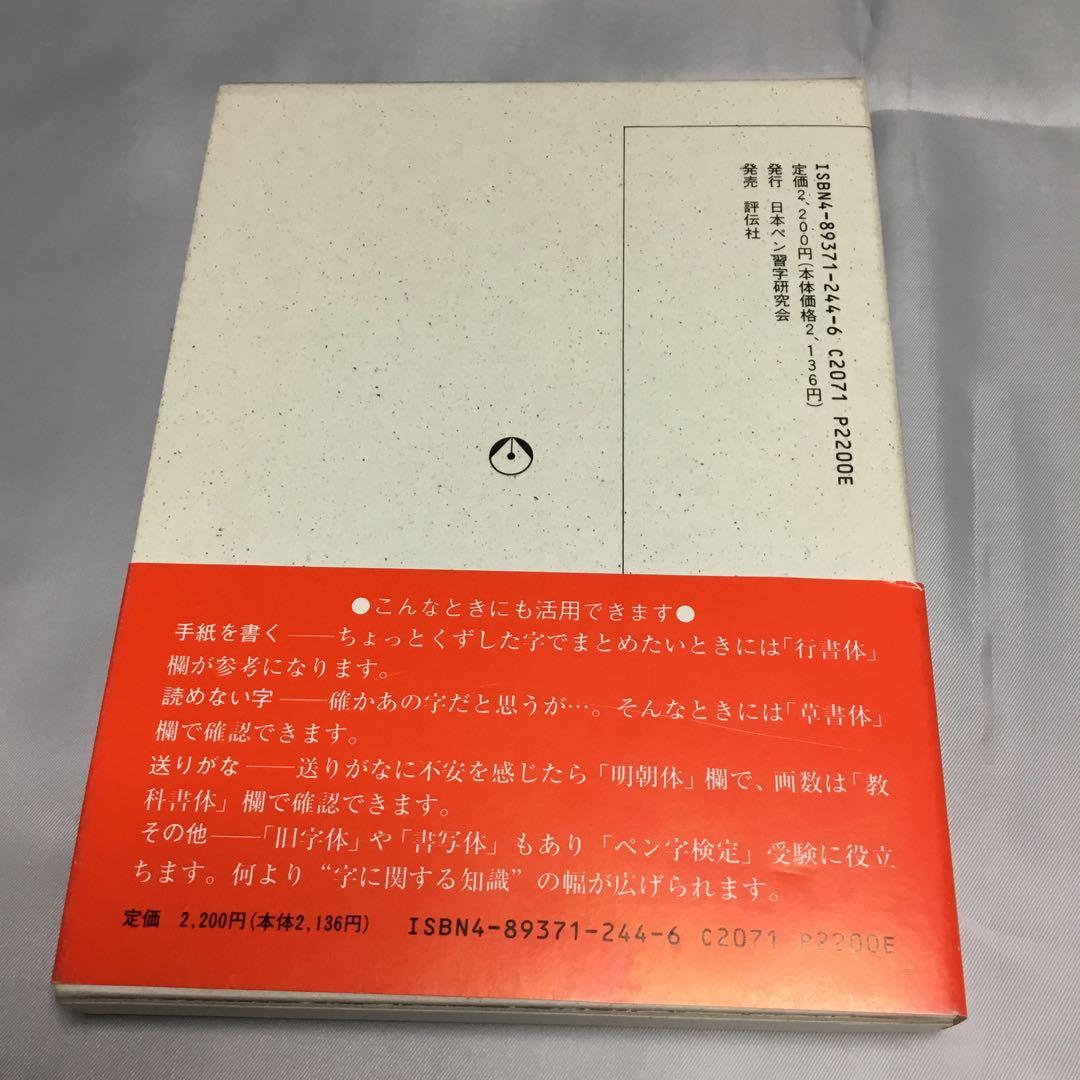 ISBN4-89371-244-6 C2071 P2200E
定価2、200円(本体価格2、136円)
発行 日本ペン習字研究会
発売 評伝社
●こんなときにも活用できます●
手紙を書く――ちょっとくずした字でまとめたいときには「行書体」
欄が参考になります。
読めない字――確かあの字だと思うが…。そんなときには「草書体」
欄で確認できます。
送りがな――送りがなに不安を感じたら「明朝体」欄で、画数は「教
科書体」欄で確認できます。
その他――「旧字体」や「書写体」もあり「ペン字検定」受験に役立
ちます。何より“字に関する知識”の幅が広げられます。
定価 2,200円(本体2,136円) ISBN4-89371-244-6 C2071 P2200E